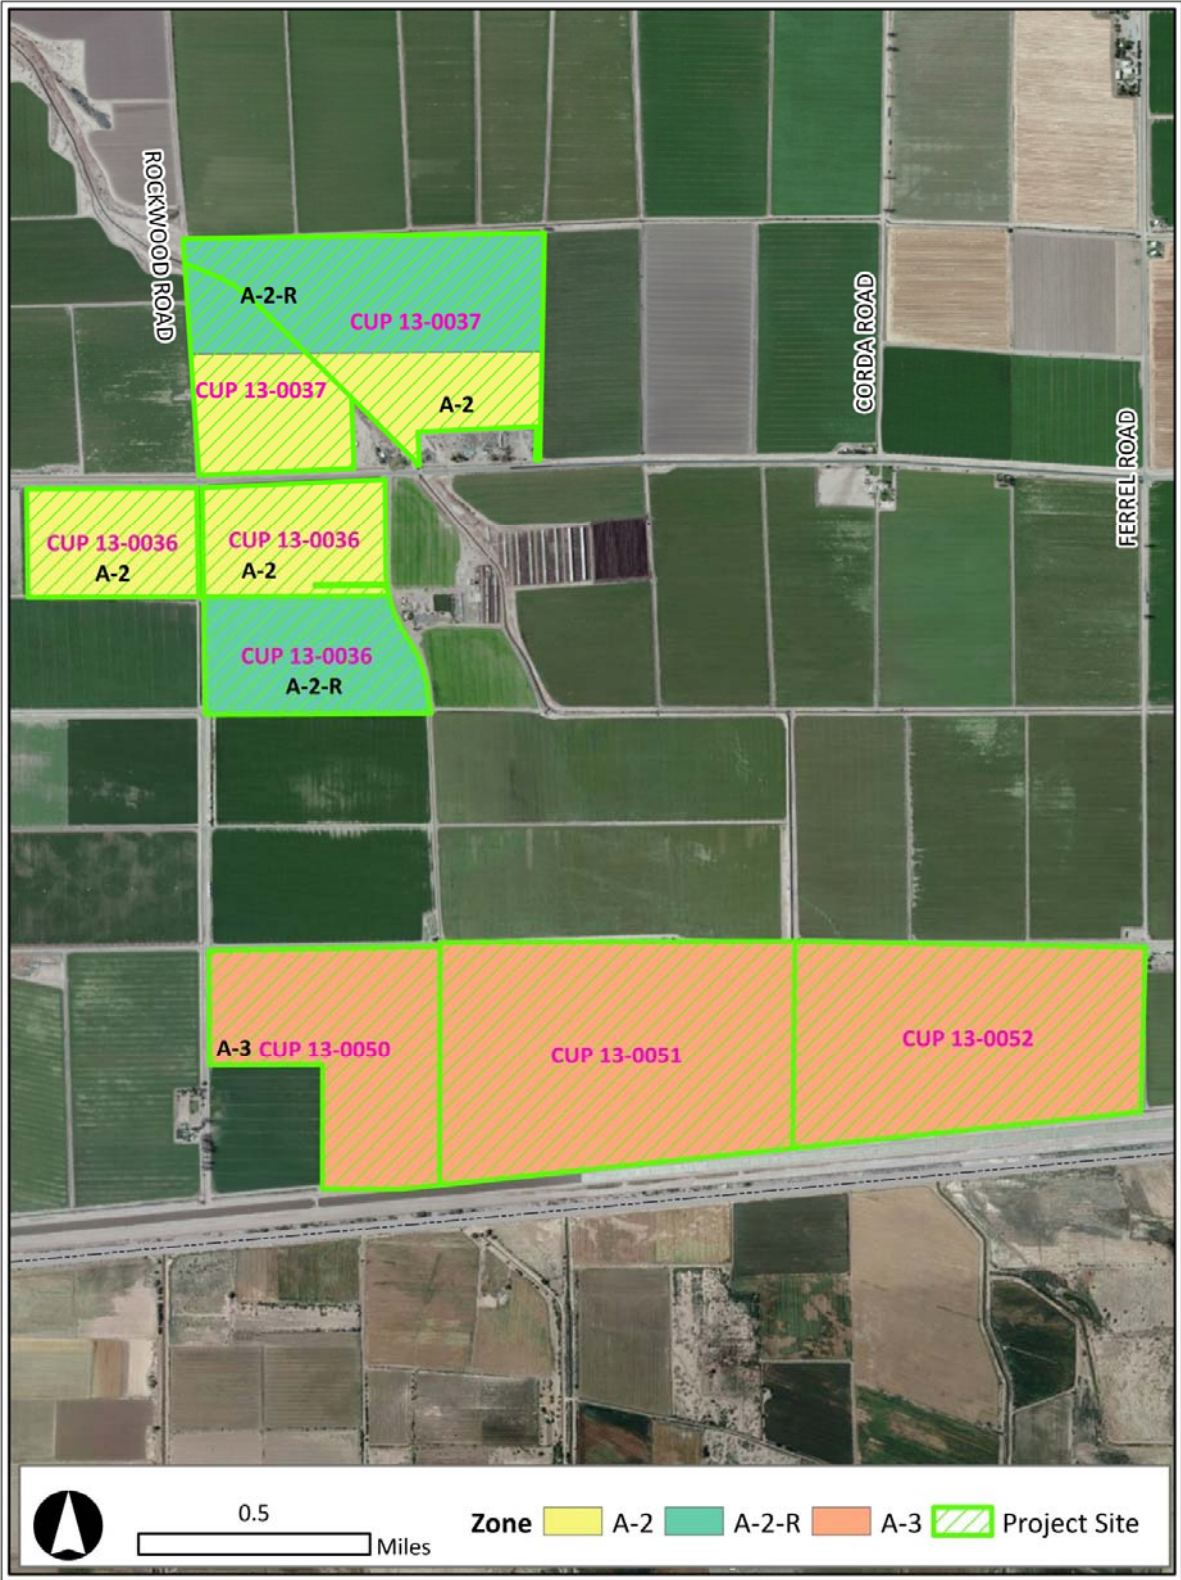 ROCKWOOD ROAD
A-2-R
CUP 13-0037
CORDA ROAD
CUP 13-0037
A-2
FERREL ROAD
CUP 13-0036
A-2
CUP 13-0036
A-2
CUP 13-0036
A-2-R
A-3 CUP 13-0050
CUP 13-0051
CUP 13-0052
0.5
Miles
Zone A-2 A-2-R A-3 Project Site